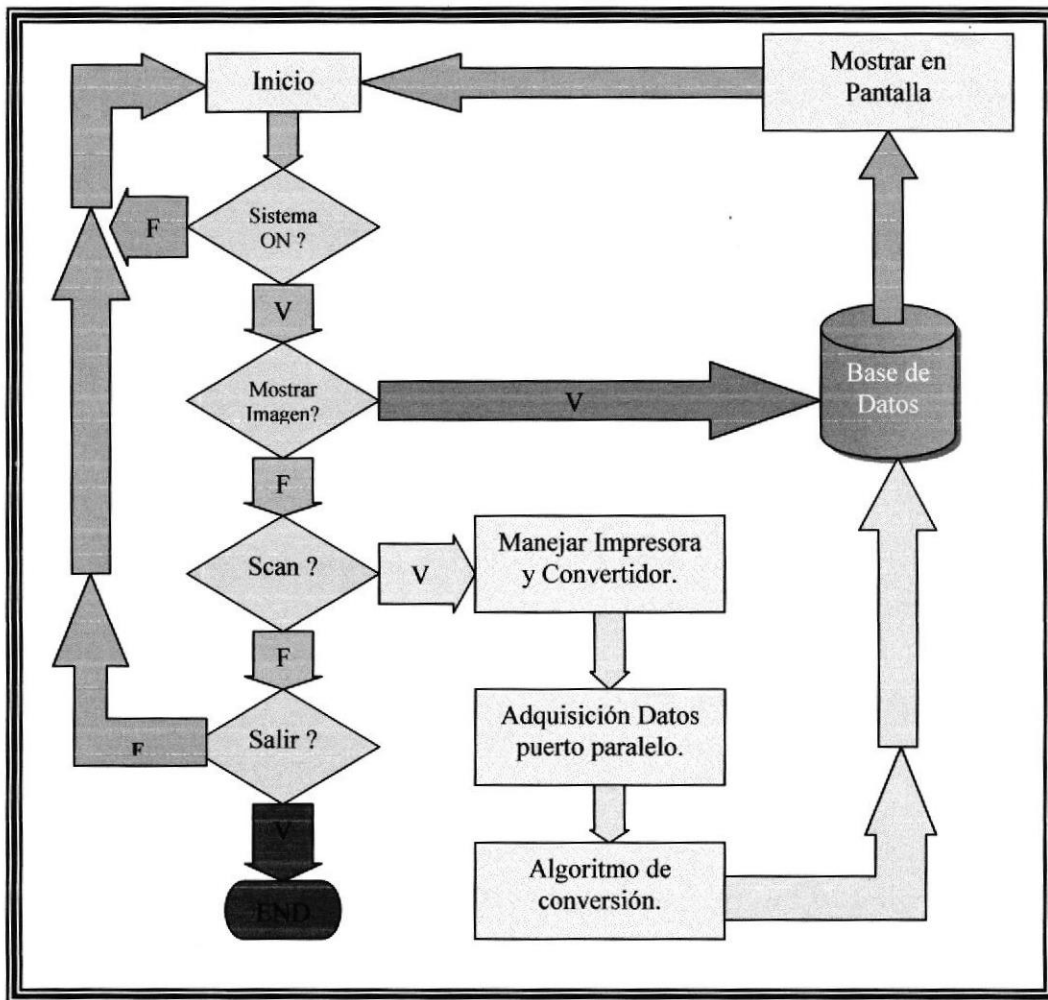 Inicio
Mostrar en
Pantalla
Sistema
ON ?
F
V
Mostrar
Imagen?
V
Base de
Datos
F
Scan ?
V
Manejar Impresora
y Convertidor.
F
Adquisición Datos
puerto paralelo.
Salir ?
F
V
Algoritmo de
conversión.
END